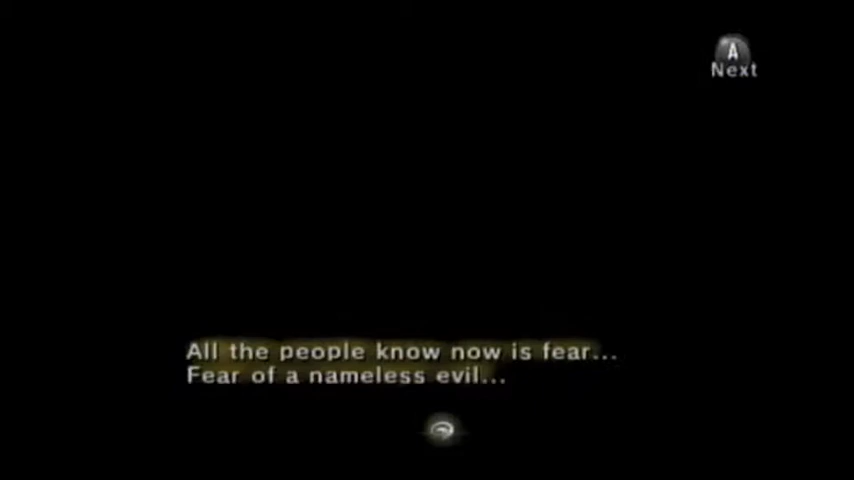 A
Next
All the people know now is fear...
Fear of a nameless evil...